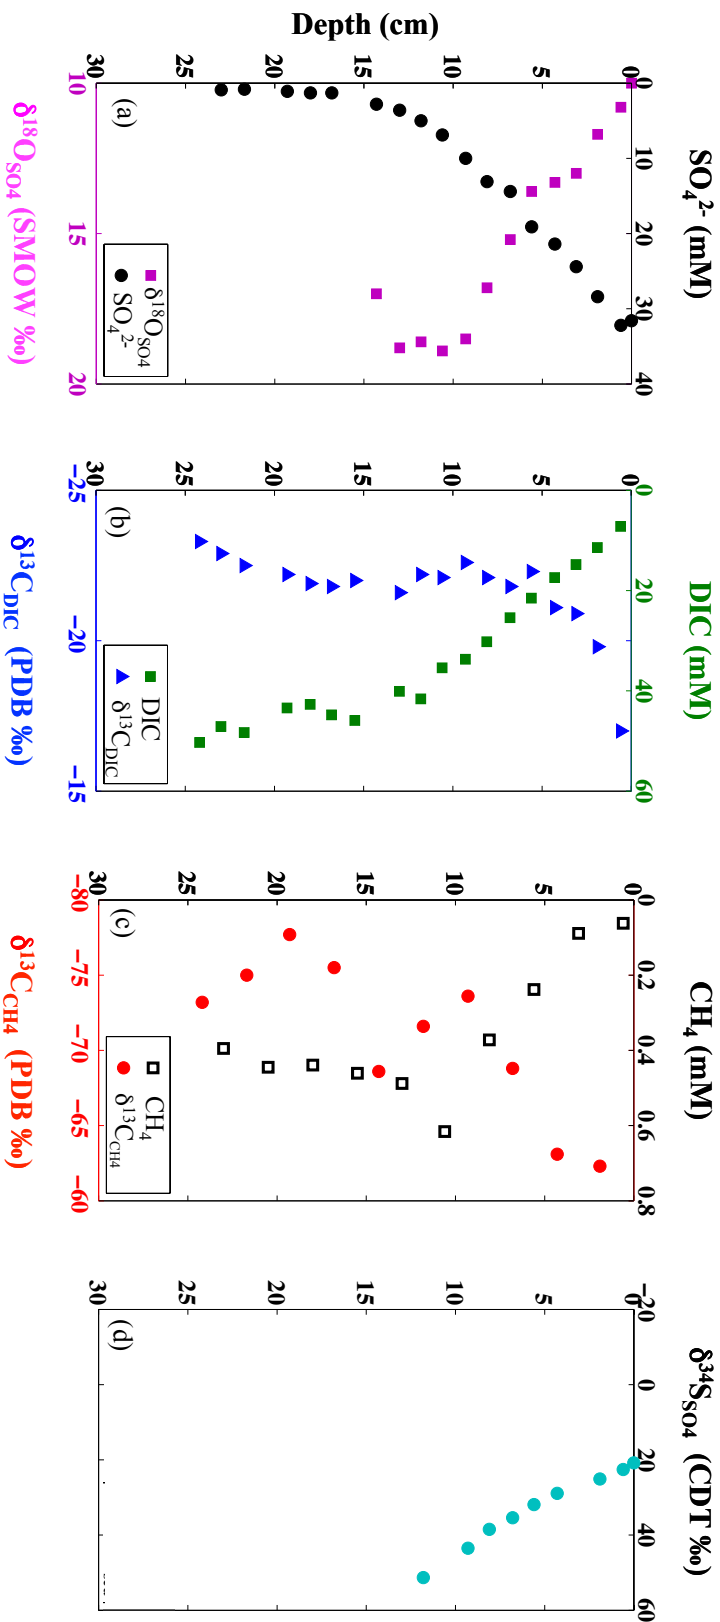 Depth (cm)
0
5
10
15
20
25
30
SO₄²⁻ (mM)
0 10 20 30 40
(a)
δ¹⁸O_SO4
SO₄²⁻
10 15 20
δ¹⁸O_SO4 (SMOW ‰)
DIC (mM)
0 20 40 60
0
5
10
15
20
25
30
(b)
DIC
δ¹³C_DIC
−25 −20 −15
δ¹³C_DIC (PDB ‰)
CH₄ (mM)
0 0.2 0.4 0.6 0.8
0
5
10
15
20
25
30
(c)
CH₄
δ¹³C_CH4
−80 −75 −70 −65 −60
δ¹³C_CH4 (PDB ‰)
δ³⁴S_SO4 (CDT ‰)
−20 0 20 40 60
0
5
10
15
20
25
30
(d)